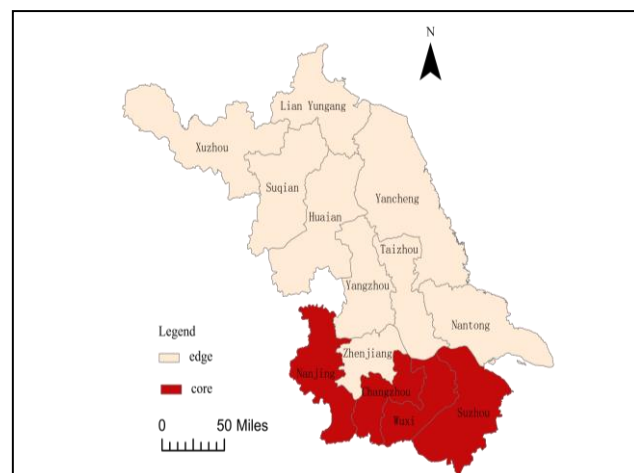 N
Lian Yungang
Xuzhou
Suqian
Yancheng
Huaian
Taizhou
Yangzhou
Nantong
Legend
edge
Zhenjiang
Nanjing
core
Changzhou
Suzhou
Wuxi
0 50 Miles